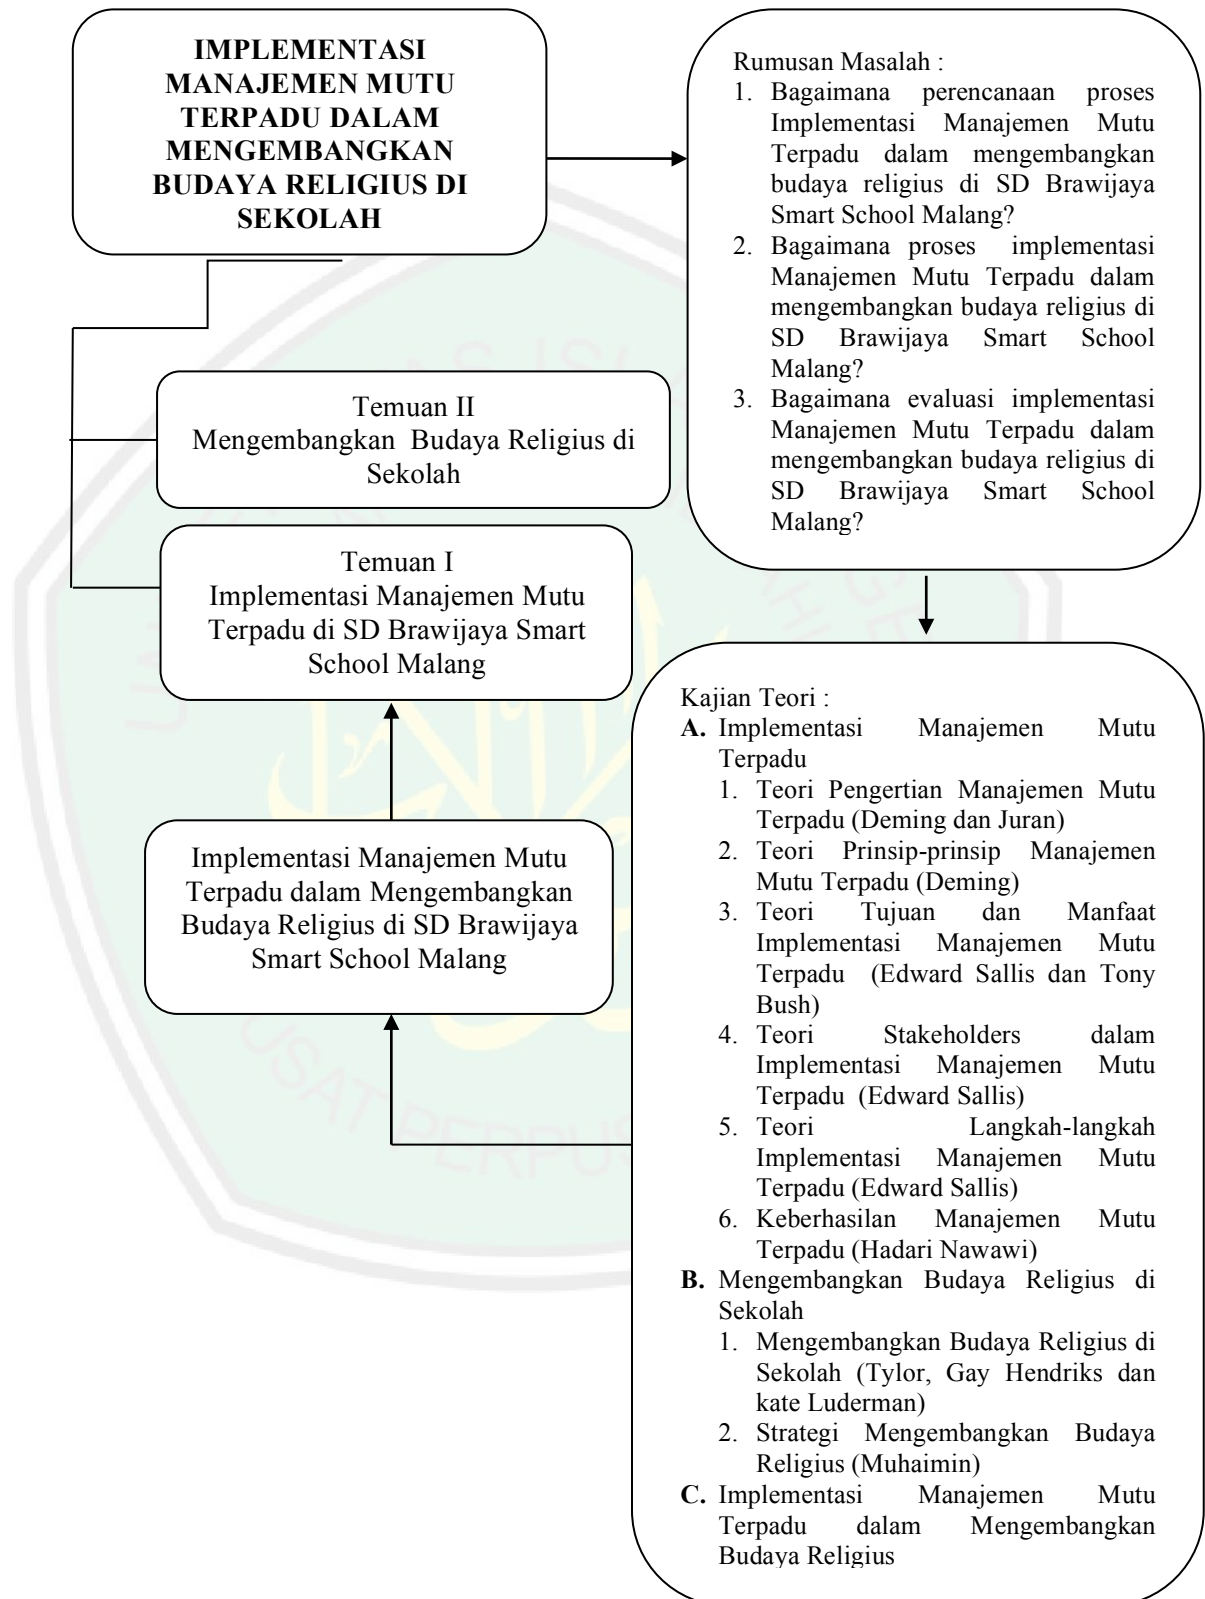 IMPLEMENTASI
MANAJEMEN MUTU
TERPADU DALAM
MENGEMBANGKAN
BUDAYA RELIGIUS DI
SEKOLAH
Rumusan Masalah :
1. Bagaimana perencanaan proses
Implementasi Manajemen Mutu
Terpadu dalam mengembangkan
budaya religius di SD Brawijaya
Smart School Malang?
2. Bagaimana proses implementasi
Manajemen Mutu Terpadu dalam
mengembangkan budaya religius di
SD Brawijaya Smart School
Malang?
3. Bagaimana evaluasi implementasi
Manajemen Mutu Terpadu dalam
mengembangkan budaya religius di
SD Brawijaya Smart School
Malang?
Temuan II
Mengembangkan Budaya Religius di
Sekolah
Temuan I
Implementasi Manajemen Mutu
Terpadu di SD Brawijaya Smart
School Malang
Implementasi Manajemen Mutu
Terpadu dalam Mengembangkan
Budaya Religius di SD Brawijaya
Smart School Malang
Kajian Teori :
A. Implementasi Manajemen Mutu
Terpadu
1. Teori Pengertian Manajemen Mutu
Terpadu (Deming dan Juran)
2. Teori Prinsip-prinsip Manajemen
Mutu Terpadu (Deming)
3. Teori Tujuan dan Manfaat
Implementasi Manajemen Mutu
Terpadu (Edward Sallis dan Tony
Bush)
4. Teori Stakeholders dalam
Implementasi Manajemen Mutu
Terpadu (Edward Sallis)
5. Teori Langkah-langkah
Implementasi Manajemen Mutu
Terpadu (Edward Sallis)
6. Keberhasilan Manajemen Mutu
Terpadu (Hadari Nawawi)
B. Mengembangkan Budaya Religius di
Sekolah
1. Mengembangkan Budaya Religius di
Sekolah (Tylor, Gay Hendriks dan
kate Luderman)
2. Strategi Mengembangkan Budaya
Religius (Muhaimin)
C. Implementasi Manajemen Mutu
Terpadu dalam Mengembangkan
Budaya Religius